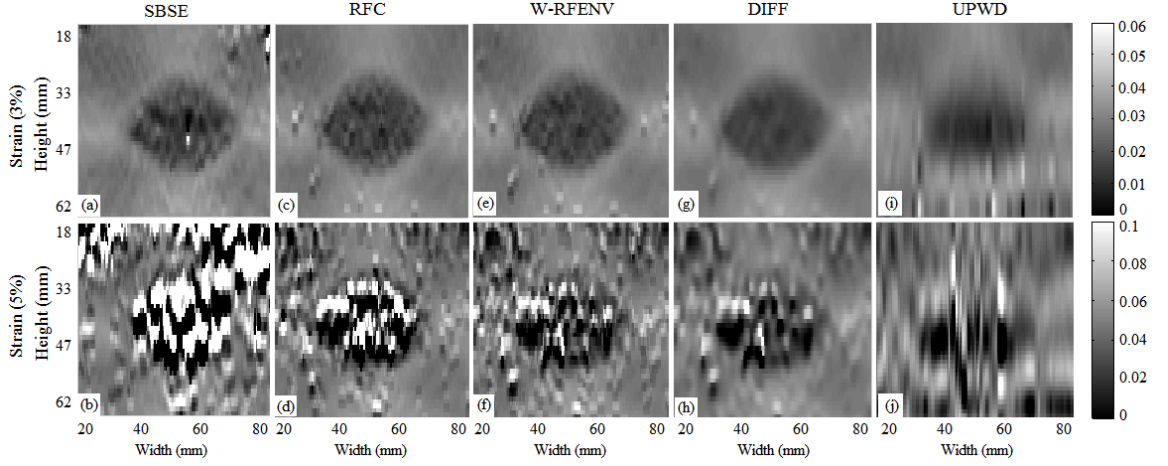 SBSE RFC W-RFENV DIFF UPWD
Strain (3%)
Height (mm)
18
33
47
62
(a) (c) (e) (g) (i)
0.06
0.05
0.04
0.03
0.02
0.01
0
Strain (5%)
Height (mm)
18
33
47
62
(b) (d) (f) (h) (j)
0.1
0.08
0.06
0.04
0.02
0
20 40 60 80 20 40 60 80 20 40 60 80 20 40 60 80 20 40 60 80
Width (mm) Width (mm) Width (mm) Width (mm) Width (mm)